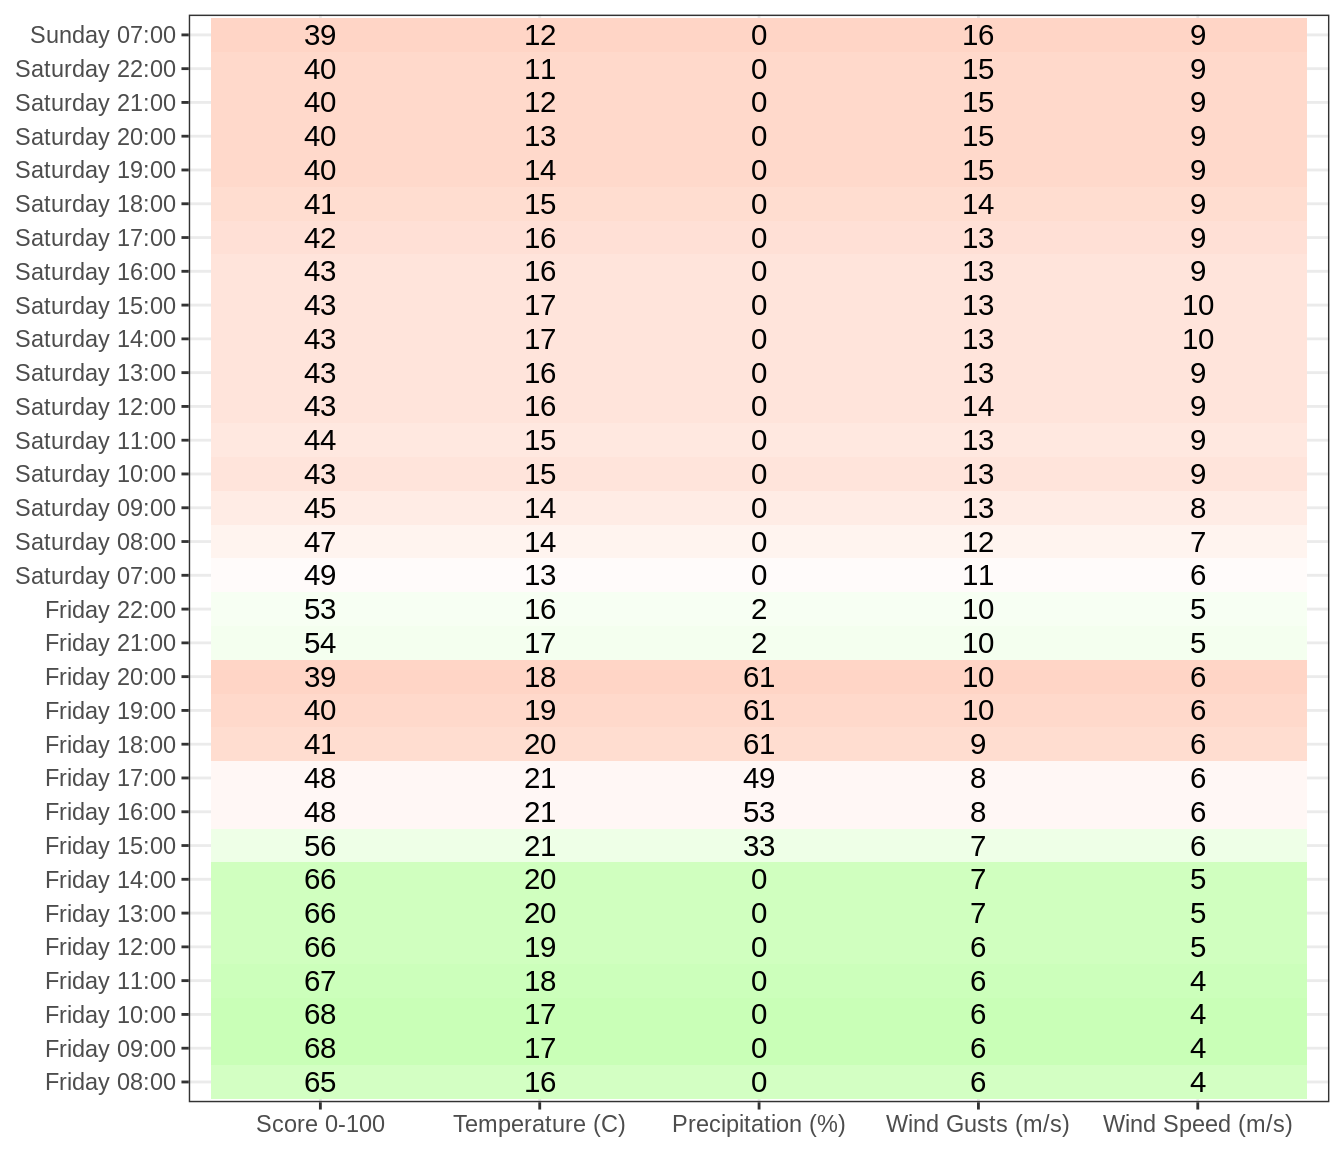 Sunday 07:00 39 12 0 16 9
Saturday 22:00 40 11 0 15 9
Saturday 21:00 40 12 0 15 9
Saturday 20:00 40 13 0 15 9
Saturday 19:00 40 14 0 15 9
Saturday 18:00 41 15 0 14 9
Saturday 17:00 42 16 0 13 9
Saturday 16:00 43 16 0 13 9
Saturday 15:00 43 17 0 13 10
Saturday 14:00 43 17 0 13 10
Saturday 13:00 43 16 0 13 9
Saturday 12:00 43 16 0 14 9
Saturday 11:00 44 15 0 13 9
Saturday 10:00 43 15 0 13 9
Saturday 09:00 45 14 0 13 8
Saturday 08:00 47 14 0 12 7
Saturday 07:00 49 13 0 11 6
Friday 22:00 53 16 2 10 5
Friday 21:00 54 17 2 10 5
Friday 20:00 39 18 61 10 6
Friday 19:00 40 19 61 10 6
Friday 18:00 41 20 61 9 6
Friday 17:00 48 21 49 8 6
Friday 16:00 48 21 53 8 6
Friday 15:00 56 21 33 7 6
Friday 14:00 66 20 0 7 5
Friday 13:00 66 20 0 7 5
Friday 12:00 66 19 0 6 5
Friday 11:00 67 18 0 6 4
Friday 10:00 68 17 0 6 4
Friday 09:00 68 17 0 6 4
Friday 08:00 65 16 0 6 4
Score 0-100 Temperature (C) Precipitation (%) Wind Gusts (m/s) Wind Speed (m/s)